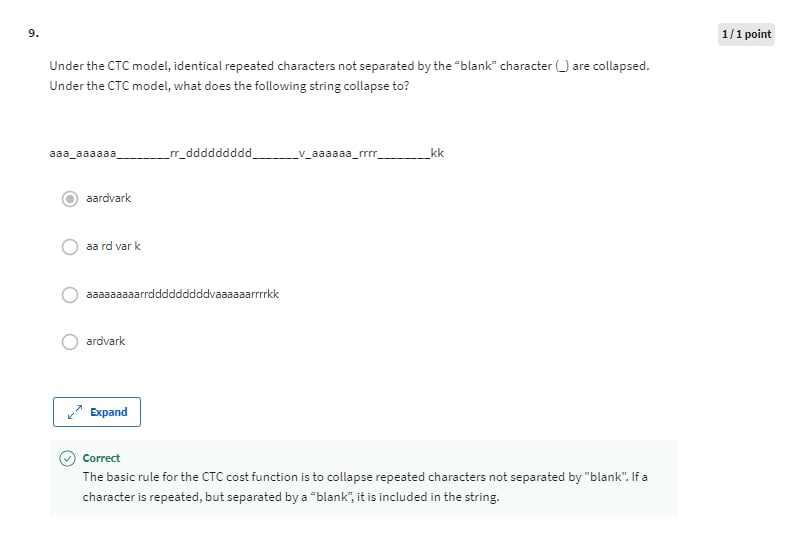 9.
1 / 1 point
Under the CTC model, identical repeated characters not separated by the “blank” character (_) are collapsed.
Under the CTC model, what does the following string collapse to?
aaa_aaaaaa________rr_ddddddddd_______v_aaaaaa_rrrr________kk
aardvark
aa rd var k
aaaaaaaaarrdddddddddvaaaaaarrrrkk
ardvark
Expand
Correct
The basic rule for the CTC cost function is to collapse repeated characters not separated by "blank". If a
character is repeated, but separated by a “blank”, it is included in the string.